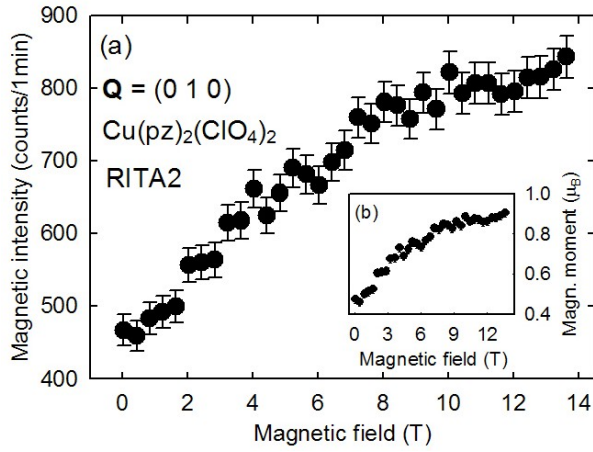 900
800
700
600
500
400
Magnetic intensity (counts/1min)
(a)
Q = (0 1 0)
Cu(pz)₂(ClO₄)₂
RITA2
0 2 4 6 8 10 12 14
Magnetic field (T)
(b)
1.0
0.8
0.6
0.4
Magn. moment (μ_B)
0 3 6 9 12
Magnetic field (T)